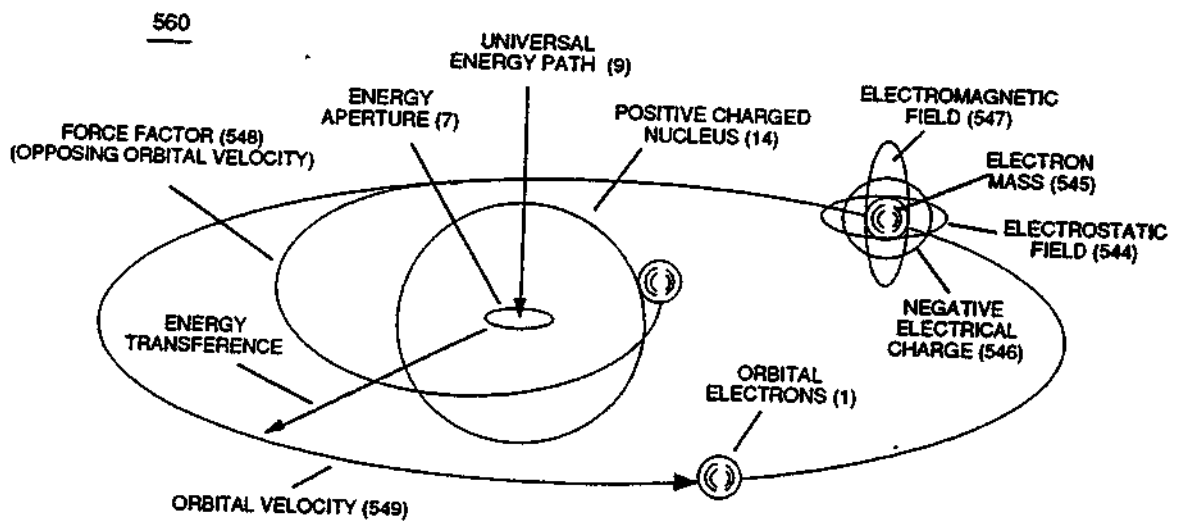 560
UNIVERSAL
ENERGY PATH (9)
ENERGY
APERTURE (7)
POSITIVE CHARGED
NUCLEUS (14)
ELECTROMAGNETIC
FIELD (547)
FORCE FACTOR (548)
(OPPOSING ORBITAL VELOCITY)
ELECTRON
MASS (545)
ELECTROSTATIC
FIELD (544)
NEGATIVE
ELECTRICAL
CHARGE (546)
ENERGY
TRANSFERENCE
ORBITAL
ELECTRONS (1)
ORBITAL VELOCITY (549)